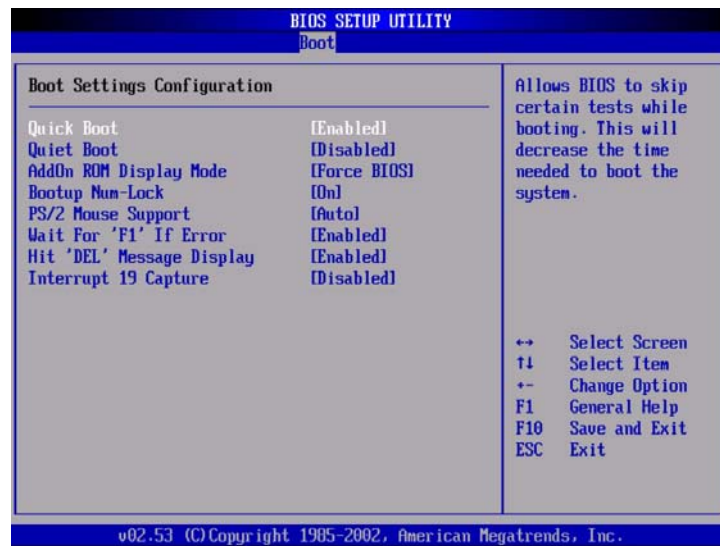 BIOS SETUP UTILITY
Boot
Boot Settings Configuration
Quick Boot [Enabled]
Quiet Boot [Disabled]
AddOn ROM Display Mode [Force BIOS]
Bootup Num-Lock [On]
PS/2 Mouse Support [Auto]
Wait For 'F1' If Error [Enabled]
Hit 'DEL' Message Display [Enabled]
Interrupt 19 Capture [Disabled]
Allows BIOS to skip
certain tests while
booting. This will
decrease the time
needed to boot the
system.
↔ Select Screen
↑↓ Select Item
+- Change Option
F1 General Help
F10 Save and Exit
ESC Exit
v02.53 (C)Copyright 1985-2002, American Megatrends, Inc.